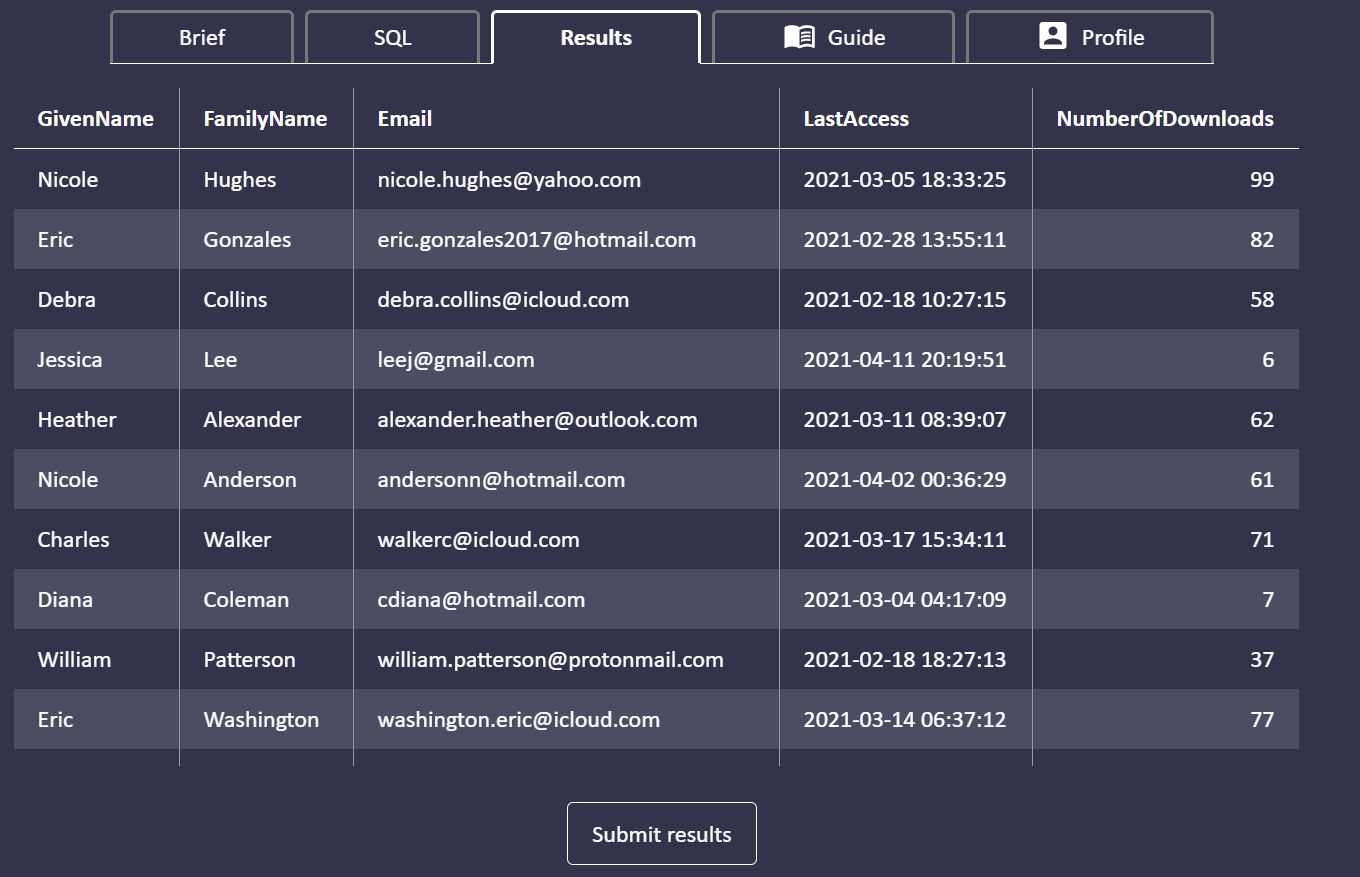 Brief SQL Results Guide Profile
GivenName FamilyName Email LastAccess NumberOfDownloads
Nicole Hughes nicole.hughes@yahoo.com 2021-03-05 18:33:25 99
Eric Gonzales eric.gonzales2017@hotmail.com 2021-02-28 13:55:11 82
Debra Collins debra.collins@icloud.com 2021-02-18 10:27:15 58
Jessica Lee leej@gmail.com 2021-04-11 20:19:51 6
Heather Alexander alexander.heather@outlook.com 2021-03-11 08:39:07 62
Nicole Anderson andersonn@hotmail.com 2021-04-02 00:36:29 61
Charles Walker walkerc@icloud.com 2021-03-17 15:34:11 71
Diana Coleman cdiana@hotmail.com 2021-03-04 04:17:09 7
William Patterson william.patterson@protonmail.com 2021-02-18 18:27:13 37
Eric Washington washington.eric@icloud.com 2021-03-14 06:37:12 77
Submit results